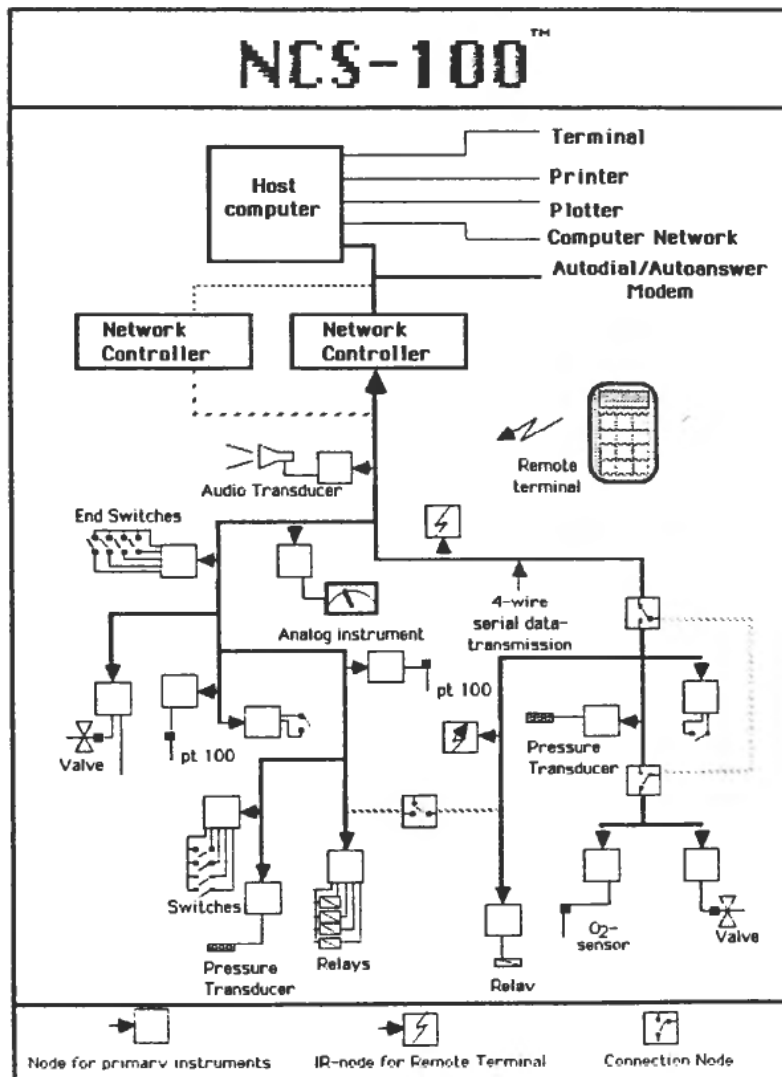 NCS-100™
Terminal
Host
computer
Printer
Plotter
Computer Network
Autodial/Autoanswer
Modem
Network
Controller
Network
Controller
Remote
terminal
Audio Transducer
End Switches
4-wire
serial data-
transmission
Analog instrument
pt 100
Valve
pt 100
Pressure
Transducer
Switches
Pressure
Transducer
Relays
Relay
O2-
sensor
Valve
Node for primary instruments
IR-node for Remote Terminal
Connection Node